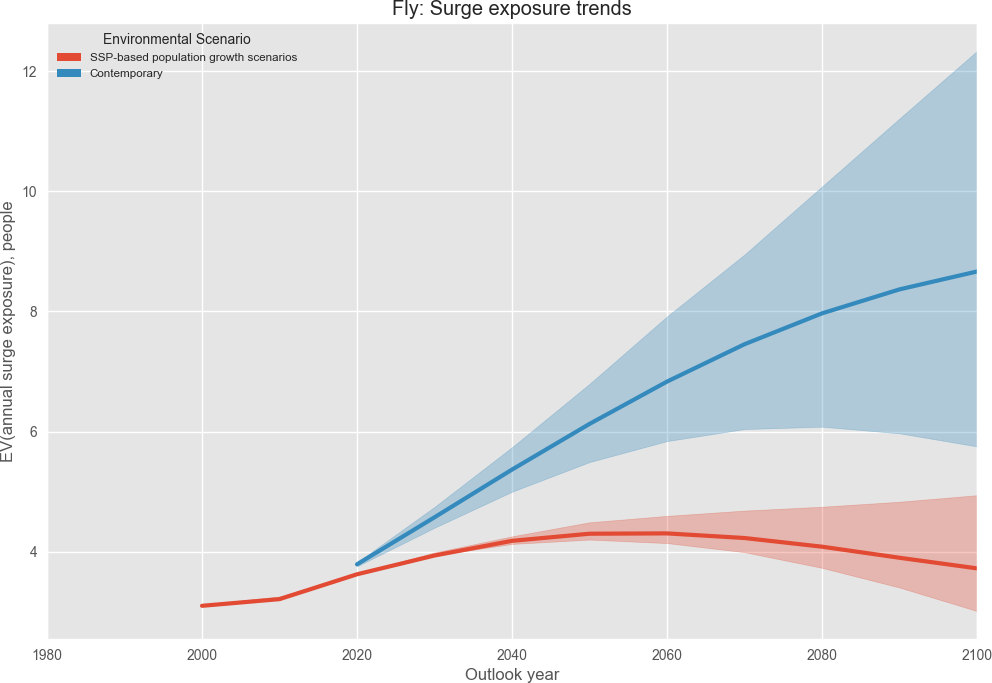 Fly: Surge exposure trends
Environmental Scenario
SSP-based population growth scenarios
Contemporary
EV(annual surge exposure), people
12
10
8
6
4
1980 2000 2020 2040 2060 2080 2100
Outlook year